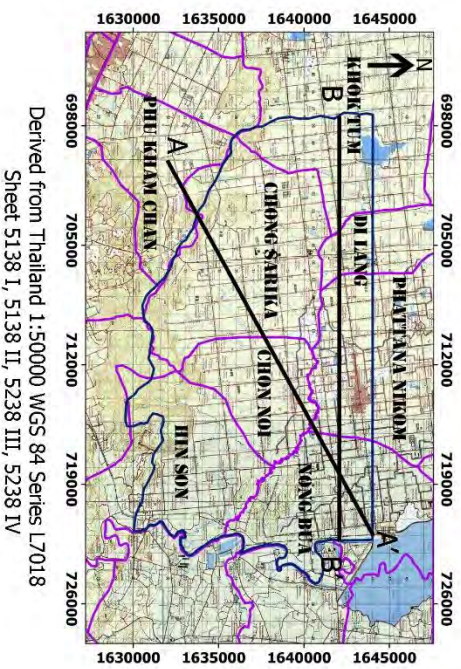 698000 705000 712000 719000 726000
1645000
1640000
1635000
1630000
N
KHOK TUM
B
DI LANG
PHATTANA NIKOM
A
PHU KHAM CHAN
CHONG SARIKA
CHON NOI
NONG BUA
HIN SON
A'
B'
1645000
1640000
1635000
1630000
698000 705000 712000 719000 726000
Derived from Thailand 1:50000 WGS 84 Series L7018
Sheet 5138 I, 5138 II, 5238 III, 5238 IV